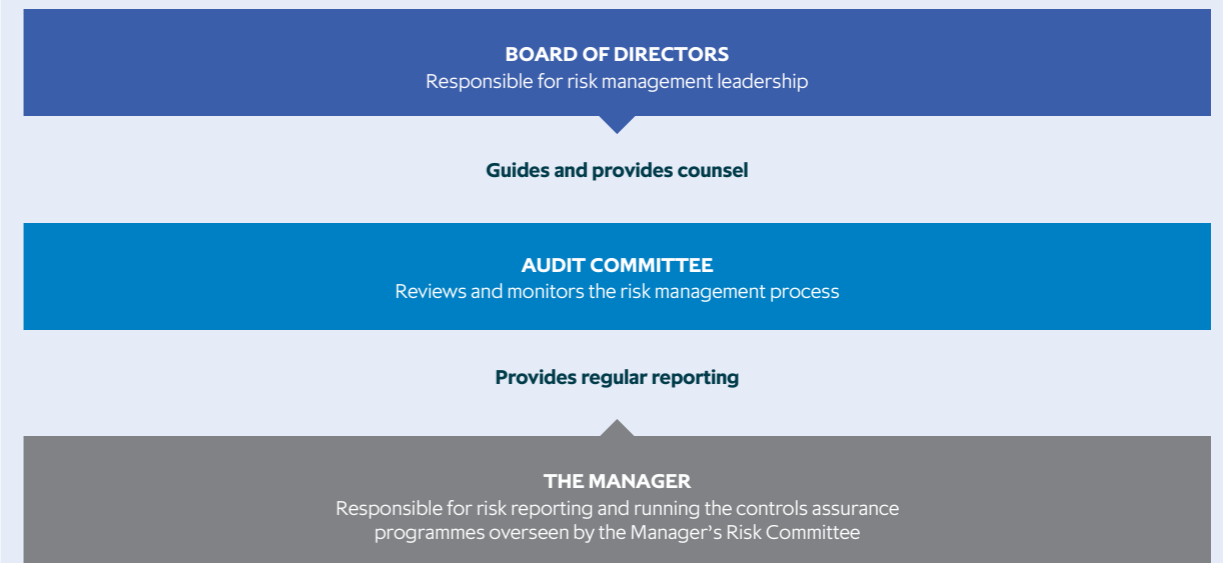 BOARD OF DIRECTORS
Responsible for risk management leadership
Guides and provides counsel
AUDIT COMMITTEE
Reviews and monitors the risk management process
Provides regular reporting
THE MANAGER
Responsible for risk reporting and running the controls assurance
programmes overseen by the Manager’s Risk Committee